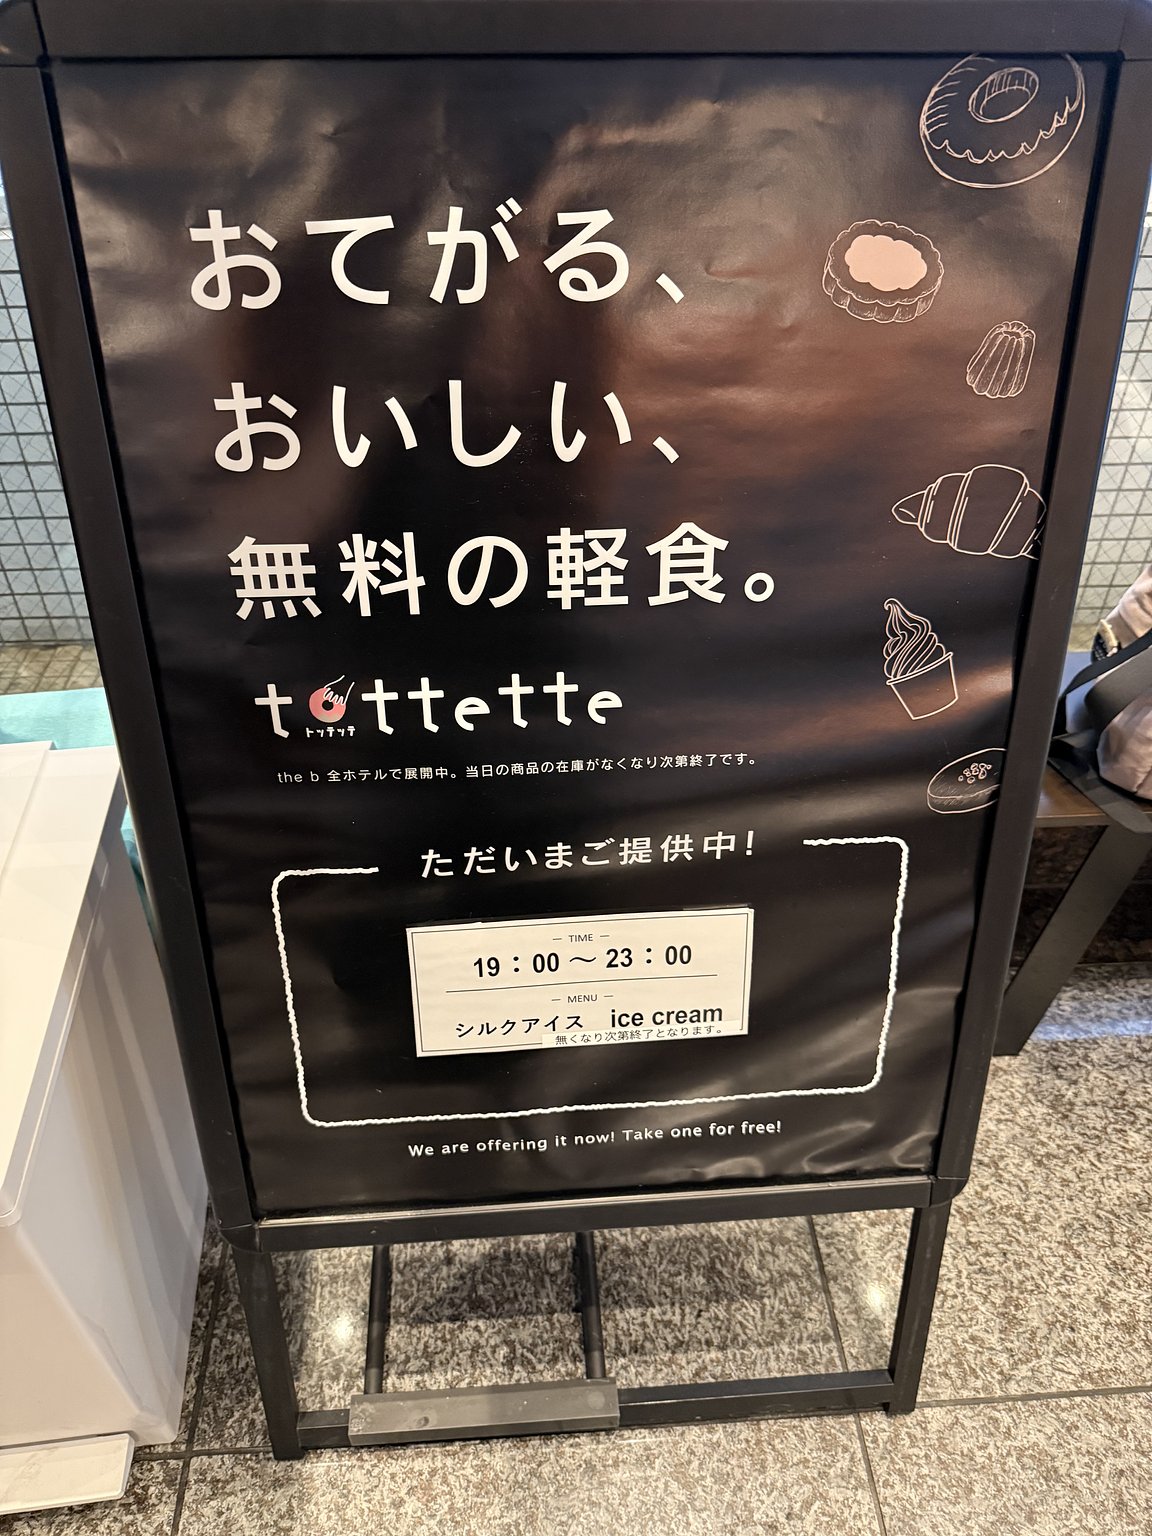 おてがる、
おいしい、
無料の軽食。
tottette
トッテッテ
the b 全ホテルで展開中。当日の商品の在庫がなくなり次第終了です。
ただいまご提供中!
— TIME —
19：00 〜 23：00
— MENU —
シルクアイス ice cream
無くなり次第終了となります。
We are offering it now! Take one for free!